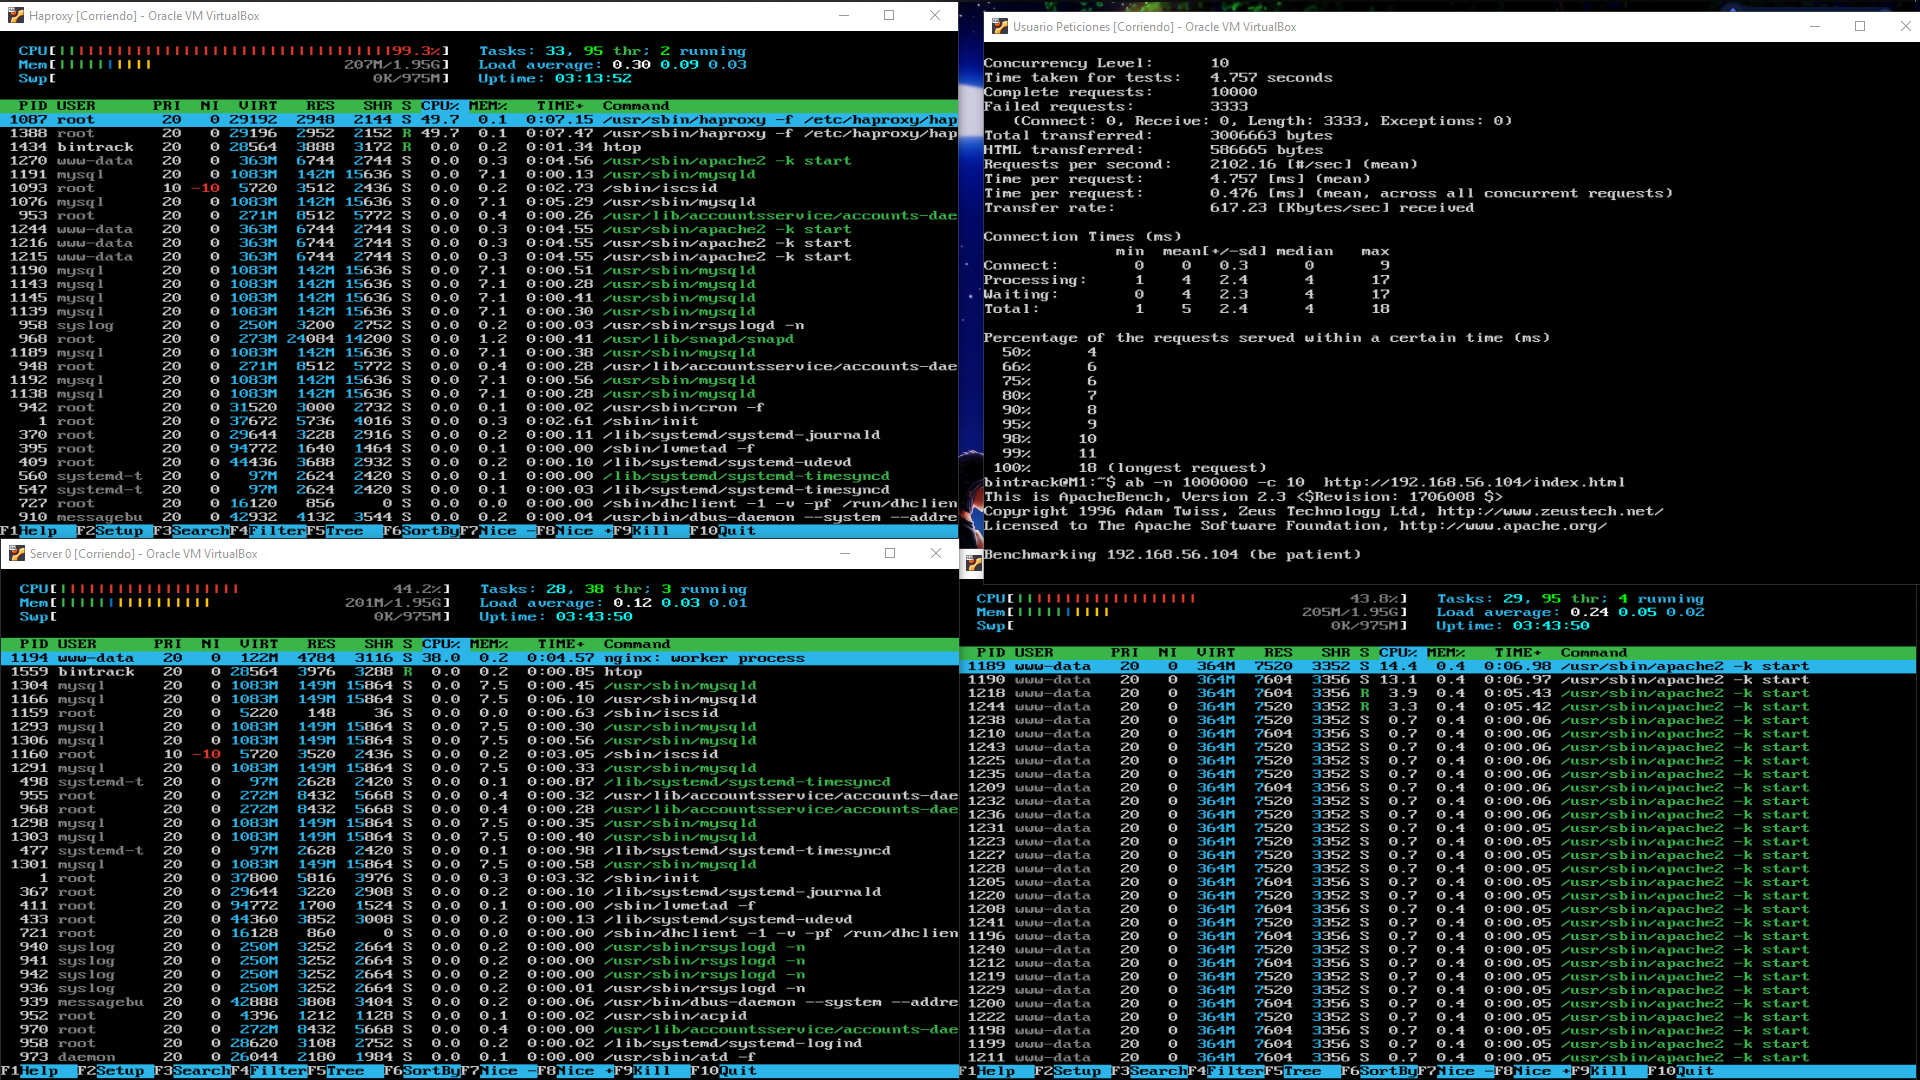 Haproxy [Corriendo] - Oracle VM VirtualBox
CPU[||||||||||||||||||||||||||||||||||||99.3%] Tasks: 33, 95 thr; 2 running
Mem[|||||||||| 207M/1.95G] Load average: 0.30 0.09 0.03
Swp[ 0K/975M] Uptime: 03:13:52
PID USER PRI NI VIRT RES SHR S CPU% MEM% TIME+ Command
1087 root 20 0 29192 2948 2144 S 49.7 0.1 0:07.15 /usr/sbin/haproxy -f /etc/haproxy/hap
1388 root 20 0 29196 2952 2152 R 49.7 0.1 0:07.47 /usr/sbin/haproxy -f /etc/haproxy/hap
1434 bintrack 20 0 28564 3888 3172 R 0.0 0.2 0:01.34 htop
1270 www-data 20 0 363M 6744 2744 S 0.0 0.3 0:04.56 /usr/sbin/apache2 -k start
1191 mysql 20 0 1083M 142M 15636 S 0.0 7.1 0:00.13 /usr/sbin/mysqld
1093 root 10 -10 5720 3512 2436 S 0.0 0.2 0:02.73 /sbin/iscsid
1076 mysql 20 0 1083M 142M 15636 S 0.0 7.1 0:05.29 /usr/sbin/mysqld
953 root 20 0 271M 8512 5772 S 0.0 0.4 0:00.26 /usr/lib/accountsservice/accounts-dae
1244 www-data 20 0 363M 6744 2744 S 0.0 0.3 0:04.55 /usr/sbin/apache2 -k start
1216 www-data 20 0 363M 6744 2744 S 0.0 0.3 0:04.55 /usr/sbin/apache2 -k start
1215 www-data 20 0 363M 6744 2744 S 0.0 0.3 0:04.55 /usr/sbin/apache2 -k start
1190 mysql 20 0 1083M 142M 15636 S 0.0 7.1 0:00.51 /usr/sbin/mysqld
1143 mysql 20 0 1083M 142M 15636 S 0.0 7.1 0:00.28 /usr/sbin/mysqld
1145 mysql 20 0 1083M 142M 15636 S 0.0 7.1 0:00.41 /usr/sbin/mysqld
1139 mysql 20 0 1083M 142M 15636 S 0.0 7.1 0:00.30 /usr/sbin/mysqld
958 syslog 20 0 250M 3200 2752 S 0.0 0.2 0:00.03 /usr/sbin/rsyslogd -n
968 root 20 0 273M 24084 14200 S 0.0 1.2 0:00.41 /usr/lib/snapd/snapd
1189 mysql 20 0 1083M 142M 15636 S 0.0 7.1 0:00.38 /usr/sbin/mysqld
948 root 20 0 271M 8512 5772 S 0.0 0.4 0:00.28 /usr/lib/accountsservice/accounts-dae
1192 mysql 20 0 1083M 142M 15636 S 0.0 7.1 0:00.56 /usr/sbin/mysqld
1138 mysql 20 0 1083M 142M 15636 S 0.0 7.1 0:00.28 /usr/sbin/mysqld
942 root 20 0 31520 3000 2732 S 0.0 0.1 0:00.02 /usr/sbin/cron -f
1 root 20 0 37672 5736 4016 S 0.0 0.3 0:02.61 /sbin/init
370 root 20 0 29644 3228 2916 S 0.0 0.2 0:00.11 /lib/systemd/systemd-journald
395 root 20 0 94772 1640 1464 S 0.0 0.1 0:00.00 /sbin/lvmetad -f
409 root 20 0 44436 3688 2932 S 0.0 0.2 0:00.10 /lib/systemd/systemd-udevd
560 systemd-t 20 0 97M 2624 2420 S 0.0 0.1 0:00.00 /lib/systemd/systemd-timesyncd
547 systemd-t 20 0 97M 2624 2420 S 0.0 0.1 0:00.03 /lib/systemd/systemd-timesyncd
727 root 20 0 16120 856 0 S 0.0 0.0 0:00.00 /sbin/dhclient -1 -v -pf /run/dhclien
910 messagebu 20 0 42932 4132 3544 S 0.0 0.2 0:00.04 /usr/bin/dbus-daemon --system --addre
F1Help F2Setup F3SearchF4FilterF5Tree F6SortByF7Nice -F8Nice +F9Kill F10Quit
Usuario Peticiones [Corriendo] - Oracle VM VirtualBox
Concurrency Level: 10
Time taken for tests: 4.757 seconds
Complete requests: 10000
Failed requests: 3333
(Connect: 0, Receive: 0, Length: 3333, Exceptions: 0)
Total transferred: 3006663 bytes
HTML transferred: 586665 bytes
Requests per second: 2102.16 [#/sec] (mean)
Time per request: 4.757 [ms] (mean)
Time per request: 0.476 [ms] (mean, across all concurrent requests)
Transfer rate: 617.23 [Kbytes/sec] received
Connection Times (ms)
min mean[+/-sd] median max
Connect: 0 0 0.3 0 9
Processing: 1 4 2.4 4 17
Waiting: 0 4 2.3 4 17
Total: 1 5 2.4 4 18
Percentage of the requests served within a certain time (ms)
50% 4
66% 6
75% 6
80% 7
90% 8
95% 9
98% 10
99% 11
100% 18 (longest request)
bintrack@M1:~$ ab -n 1000000 -c 10 http://192.168.56.104/index.html
This is ApacheBench, Version 2.3 <$Revision: 1706008 $>
Copyright 1996 Adam Twiss, Zeus Technology Ltd, http://www.zeustech.net/
Licensed to The Apache Software Foundation, http://www.apache.org/
Benchmarking 192.168.56.104 (be patient)
Server 0 [Corriendo] - Oracle VM VirtualBox
CPU[||||||||||||||||||| 44.2%] Tasks: 28, 38 thr; 3 running
Mem[|||||||||||||||| 201M/1.95G] Load average: 0.12 0.03 0.01
Swp[ 0K/975M] Uptime: 03:43:50
PID USER PRI NI VIRT RES SHR S CPU% MEM% TIME+ Command
1194 www-data 20 0 122M 4784 3116 S 38.0 0.2 0:04.57 nginx: worker process
1559 bintrack 20 0 28564 3976 3288 R 0.0 0.2 0:00.85 htop
1304 mysql 20 0 1083M 149M 15864 S 0.0 7.5 0:00.45 /usr/sbin/mysqld
1166 mysql 20 0 1083M 149M 15864 S 0.0 7.5 0:06.10 /usr/sbin/mysqld
1159 root 20 0 5220 148 36 S 0.0 0.0 0:00.63 /sbin/iscsid
1293 mysql 20 0 1083M 149M 15864 S 0.0 7.5 0:00.30 /usr/sbin/mysqld
1306 mysql 20 0 1083M 149M 15864 S 0.0 7.5 0:00.56 /usr/sbin/mysqld
1160 root 10 -10 5720 3520 2436 S 0.0 0.2 0:03.05 /sbin/iscsid
1291 mysql 20 0 1083M 149M 15864 S 0.0 7.5 0:00.33 /usr/sbin/mysqld
498 systemd-t 20 0 97M 2628 2420 S 0.0 0.1 0:00.87 /lib/systemd/systemd-timesyncd
955 root 20 0 272M 8432 5668 S 0.0 0.4 0:00.32 /usr/lib/accountsservice/accounts-dae
968 root 20 0 272M 8432 5668 S 0.0 0.4 0:00.28 /usr/lib/accountsservice/accounts-dae
1298 mysql 20 0 1083M 149M 15864 S 0.0 7.5 0:00.35 /usr/sbin/mysqld
1303 mysql 20 0 1083M 149M 15864 S 0.0 7.5 0:00.40 /usr/sbin/mysqld
477 systemd-t 20 0 97M 2628 2420 S 0.0 0.1 0:00.98 /lib/systemd/systemd-timesyncd
1301 mysql 20 0 1083M 149M 15864 S 0.0 7.5 0:00.58 /usr/sbin/mysqld
1 root 20 0 37800 5816 3976 S 0.0 0.3 0:03.32 /sbin/init
367 root 20 0 29644 3220 2908 S 0.0 0.2 0:00.10 /lib/systemd/systemd-journald
411 root 20 0 94772 1700 1524 S 0.0 0.1 0:00.00 /sbin/lvmetad -f
433 root 20 0 44360 3852 3008 S 0.0 0.2 0:00.13 /lib/systemd/systemd-udevd
721 root 20 0 16128 860 0 S 0.0 0.0 0:00.00 /sbin/dhclient -1 -v -pf /run/dhclien
940 syslog 20 0 250M 3252 2664 S 0.0 0.2 0:00.00 /usr/sbin/rsyslogd -n
941 syslog 20 0 250M 3252 2664 S 0.0 0.2 0:00.00 /usr/sbin/rsyslogd -n
942 syslog 20 0 250M 3252 2664 S 0.0 0.2 0:00.00 /usr/sbin/rsyslogd -n
936 syslog 20 0 250M 3252 2664 S 0.0 0.2 0:00.01 /usr/sbin/rsyslogd -n
939 messagebu 20 0 42888 3808 3404 S 0.0 0.2 0:00.06 /usr/bin/dbus-daemon --system --addre
952 root 20 0 4396 1212 1128 S 0.0 0.1 0:00.02 /usr/sbin/acpid
970 root 20 0 272M 8432 5668 S 0.0 0.4 0:00.00 /usr/lib/accountsservice/accounts-dae
958 root 20 0 28620 3108 2752 S 0.0 0.2 0:00.02 /lib/systemd/systemd-logind
973 daemon 20 0 26044 2180 1984 S 0.0 0.1 0:00.00 /usr/sbin/atd -f
F1Help F2Setup F3SearchF4FilterF5Tree F6SortByF7Nice -F8Nice +F9Kill F10Quit
CPU[||||||||||||||||||| 43.8%] Tasks: 29, 95 thr; 4 running
Mem[|||||||||| 205M/1.95G] Load average: 0.24 0.05 0.02
Swp[ 0K/975M] Uptime: 03:43:50
PID USER PRI NI VIRT RES SHR S CPU% MEM% TIME+ Command
1189 www-data 20 0 364M 7520 3352 S 14.4 0.4 0:06.98 /usr/sbin/apache2 -k start
1190 www-data 20 0 364M 7604 3356 S 13.1 0.4 0:06.97 /usr/sbin/apache2 -k start
1218 www-data 20 0 364M 7604 3356 R 3.9 0.4 0:05.43 /usr/sbin/apache2 -k start
1244 www-data 20 0 364M 7520 3352 R 3.3 0.4 0:05.42 /usr/sbin/apache2 -k start
1238 www-data 20 0 364M 7520 3352 S 0.7 0.4 0:00.06 /usr/sbin/apache2 -k start
1210 www-data 20 0 364M 7604 3356 S 0.7 0.4 0:00.06 /usr/sbin/apache2 -k start
1243 www-data 20 0 364M 7520 3352 S 0.7 0.4 0:00.06 /usr/sbin/apache2 -k start
1225 www-data 20 0 364M 7520 3352 S 0.7 0.4 0:00.06 /usr/sbin/apache2 -k start
1235 www-data 20 0 364M 7520 3352 S 0.7 0.4 0:00.06 /usr/sbin/apache2 -k start
1209 www-data 20 0 364M 7604 3356 S 0.7 0.4 0:00.06 /usr/sbin/apache2 -k start
1232 www-data 20 0 364M 7520 3352 S 0.7 0.4 0:00.06 /usr/sbin/apache2 -k start
1236 www-data 20 0 364M 7520 3352 S 0.7 0.4 0:00.06 /usr/sbin/apache2 -k start
1231 www-data 20 0 364M 7520 3352 S 0.7 0.4 0:00.05 /usr/sbin/apache2 -k start
1223 www-data 20 0 364M 7520 3352 S 0.7 0.4 0:00.05 /usr/sbin/apache2 -k start
1227 www-data 20 0 364M 7520 3352 S 0.7 0.4 0:00.05 /usr/sbin/apache2 -k start
1228 www-data 20 0 364M 7520 3352 S 0.7 0.4 0:00.05 /usr/sbin/apache2 -k start
1205 www-data 20 0 364M 7604 3356 S 0.7 0.4 0:00.05 /usr/sbin/apache2 -k start
1220 www-data 20 0 364M 7520 3352 S 0.7 0.4 0:00.05 /usr/sbin/apache2 -k start
1208 www-data 20 0 364M 7604 3356 S 0.7 0.4 0:00.05 /usr/sbin/apache2 -k start
1241 www-data 20 0 364M 7520 3352 S 0.7 0.4 0:00.05 /usr/sbin/apache2 -k start
1196 www-data 20 0 364M 7604 3356 S 0.7 0.4 0:00.05 /usr/sbin/apache2 -k start
1240 www-data 20 0 364M 7520 3352 S 0.7 0.4 0:00.05 /usr/sbin/apache2 -k start
1212 www-data 20 0 364M 7604 3356 S 0.7 0.4 0:00.05 /usr/sbin/apache2 -k start
1219 www-data 20 0 364M 7520 3352 S 0.7 0.4 0:00.05 /usr/sbin/apache2 -k start
1229 www-data 20 0 364M 7520 3352 S 0.7 0.4 0:00.05 /usr/sbin/apache2 -k start
1200 www-data 20 0 364M 7604 3356 S 0.7 0.4 0:00.05 /usr/sbin/apache2 -k start
1222 www-data 20 0 364M 7520 3352 S 0.7 0.4 0:00.05 /usr/sbin/apache2 -k start
1198 www-data 20 0 364M 7604 3356 S 0.7 0.4 0:00.05 /usr/sbin/apache2 -k start
1199 www-data 20 0 364M 7604 3356 S 0.7 0.4 0:00.05 /usr/sbin/apache2 -k start
1211 www-data 20 0 364M 7604 3356 S 0.7 0.4 0:00.05 /usr/sbin/apache2 -k start
F1Help F2Setup F3SearchF4FilterF5Tree F6SortByF7Nice -F8Nice +F9Kill F10Quit